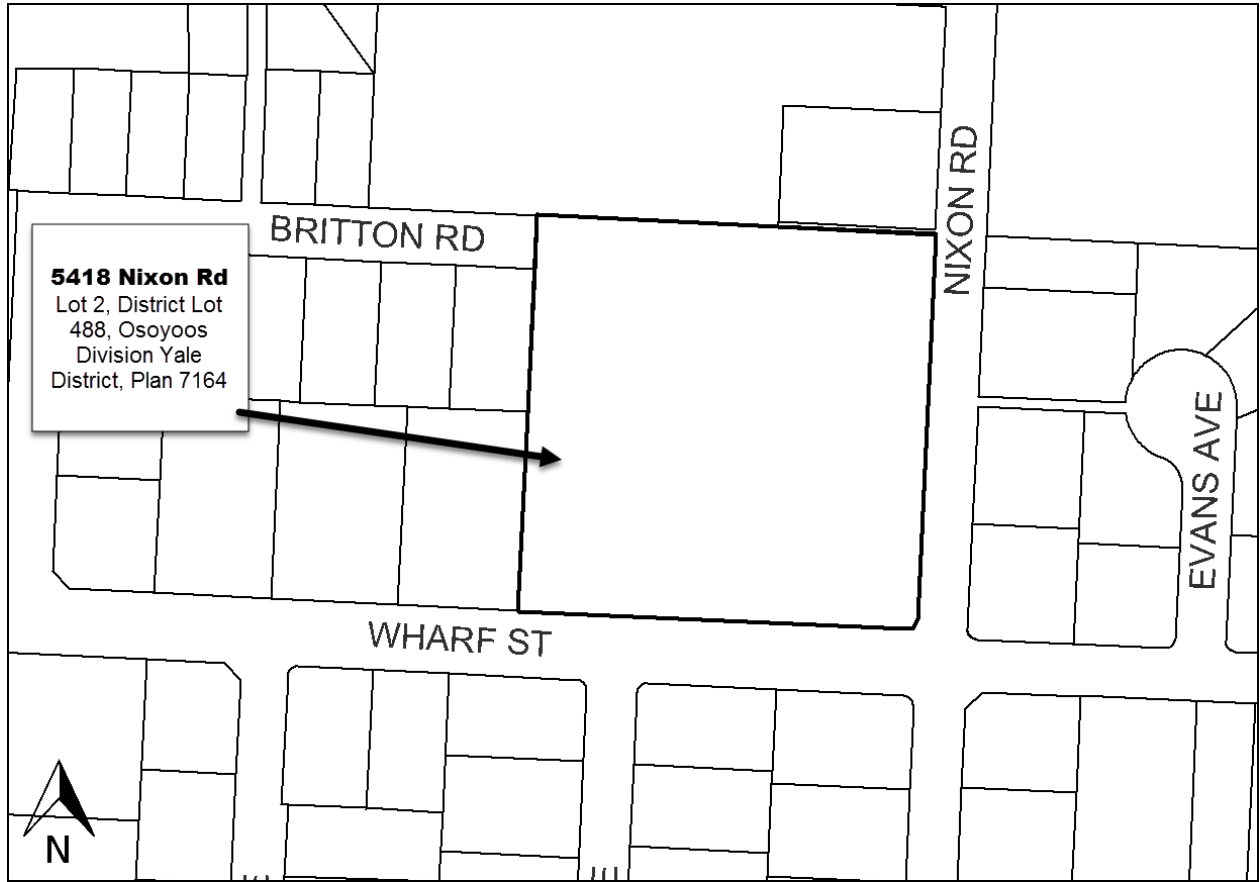 BRITTON RD
NIXON RD
5418 Nixon Rd
Lot 2, District Lot
488, Osoyoos
Division Yale
District, Plan 7164
EVANS AVE
WHARF ST
N